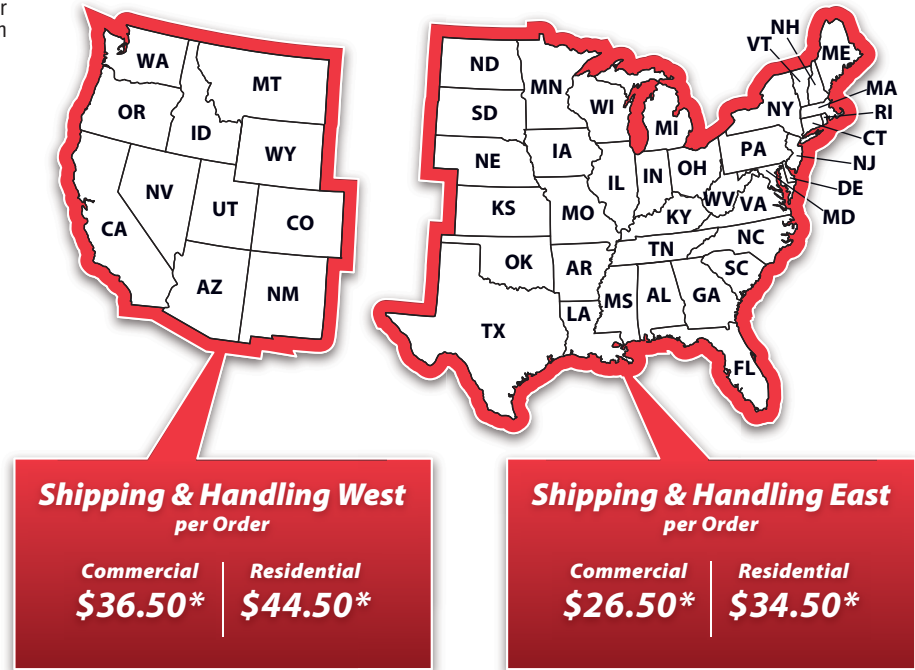 r
m
WA
MT
OR
ID
WY
NV
UT
CO
CA
AZ
NM
ND
MN
SD
WI
MI
NE
IA
IL
IN
OH
KS
MO
KY
WV
VA
OK
AR
TN
NC
SC
TX
LA
MS
AL
GA
FL
PA
NY
VT
NH
ME
MA
RI
CT
NJ
DE
MD
Shipping & Handling West
per Order
Commercial Residential
$36.50* $44.50*
Shipping & Handling East
per Order
Commercial Residential
$26.50* $34.50*